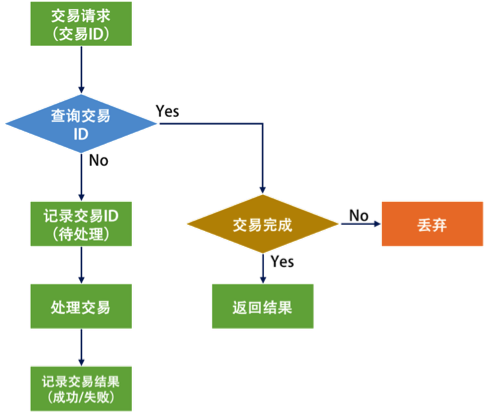 交易请求
（交易ID）
查询交易
ID
Yes
No
记录交易ID
（待处理）
交易完成
No
丢弃
Yes
处理交易
返回结果
记录交易结果
（成功/失败）